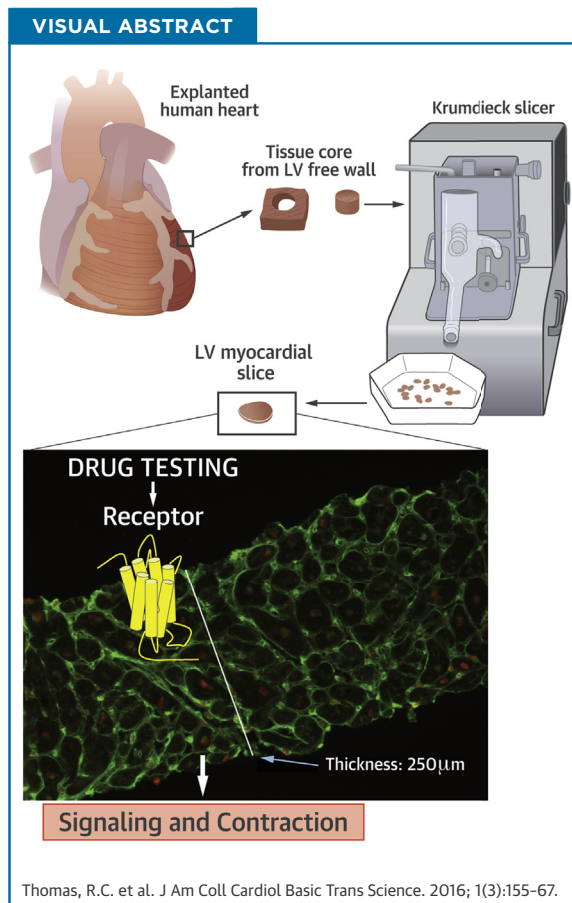 VISUAL ABSTRACT
Explanted
human heart
Krumdieck slicer
Tissue core
from LV free wall
LV myocardial
slice
DRUG TESTING
Receptor
Thickness: 250µm
Signaling and Contraction
Thomas, R.C. et al. J Am Coll Cardiol Basic Trans Science. 2016; 1(3):155–67.